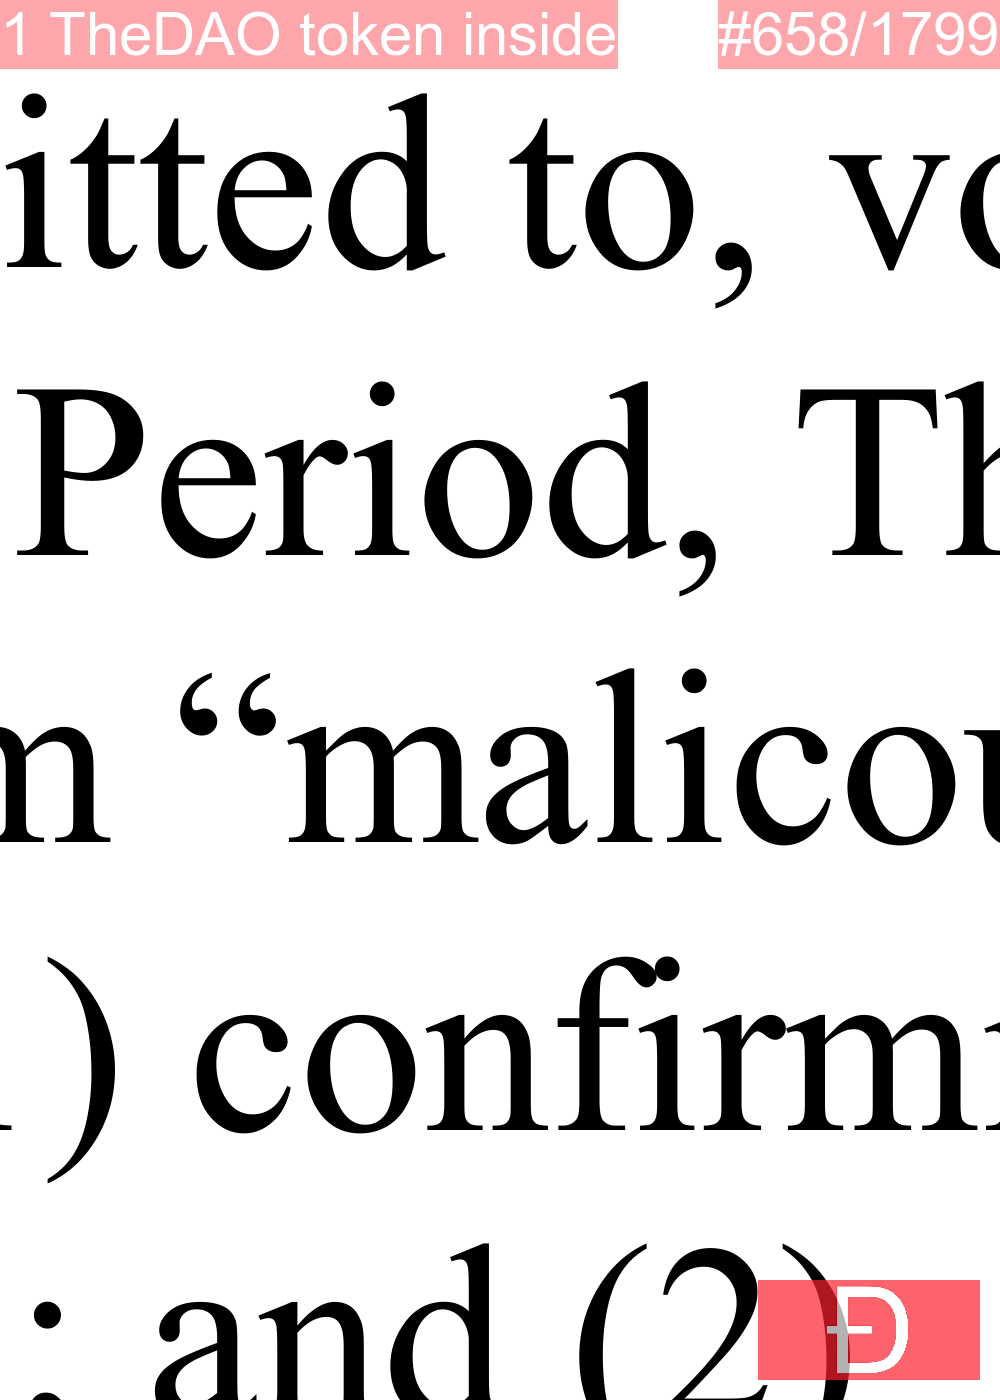 1 TheDAO token inside #658/1799
itted to, vo
Period, Th
m “malicou
) confirm
; and (2)
Ð